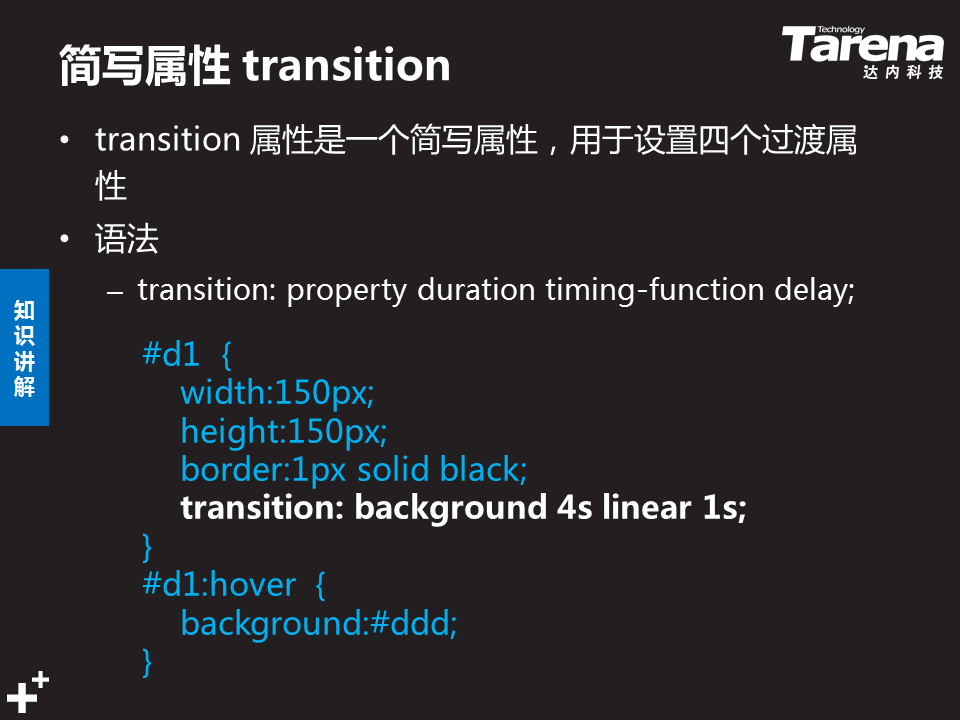 简写属性 transition
Technology
Tarena
达内科技
• transition 属性是一个简写属性，用于设置四个过渡属
性
• 语法
– transition: property duration timing-function delay;
知
识
讲
解
#d1 {
width:150px;
height:150px;
border:1px solid black;
transition: background 4s linear 1s;
}
#d1:hover {
background:#ddd;
}